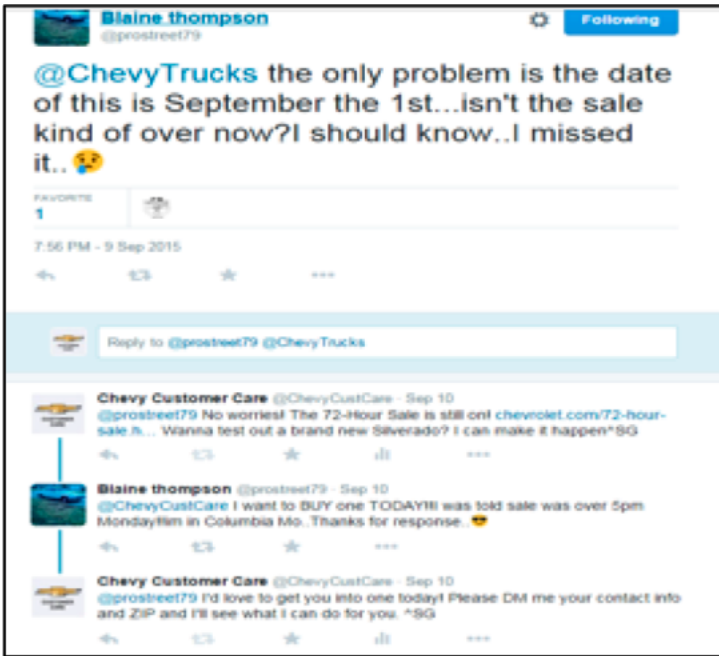 Blaine thompson
@prostreet79
Following
@ChevyTrucks the only problem is the date
of this is September the 1st...isn't the sale
kind of over now?I should know..I missed
it.. 😢
FAVORITE
1
7:56 PM - 9 Sep 2015
Reply to @prostreet79 @ChevyTrucks
Chevy Customer Care @ChevyCustCare · Sep 10
@prostreet79 No worries! The 72-Hour Sale is still on! chevrolet.com/72-hour-
sale.h... Wanna test out a brand new Silverado? I can make it happen^SG
Blaine thompson @prostreet79 · Sep 10
@ChevyCustCare I want to BUY one TODAY!!I was told sale was over 5pm
Monday!!Im in Columbia Mo..Thanks for response..😎
Chevy Customer Care @ChevyCustCare · Sep 10
@prostreet79 I'd love to get you into one today! Please DM me your contact info
and ZIP and I'll see what I can do for you. ^SG